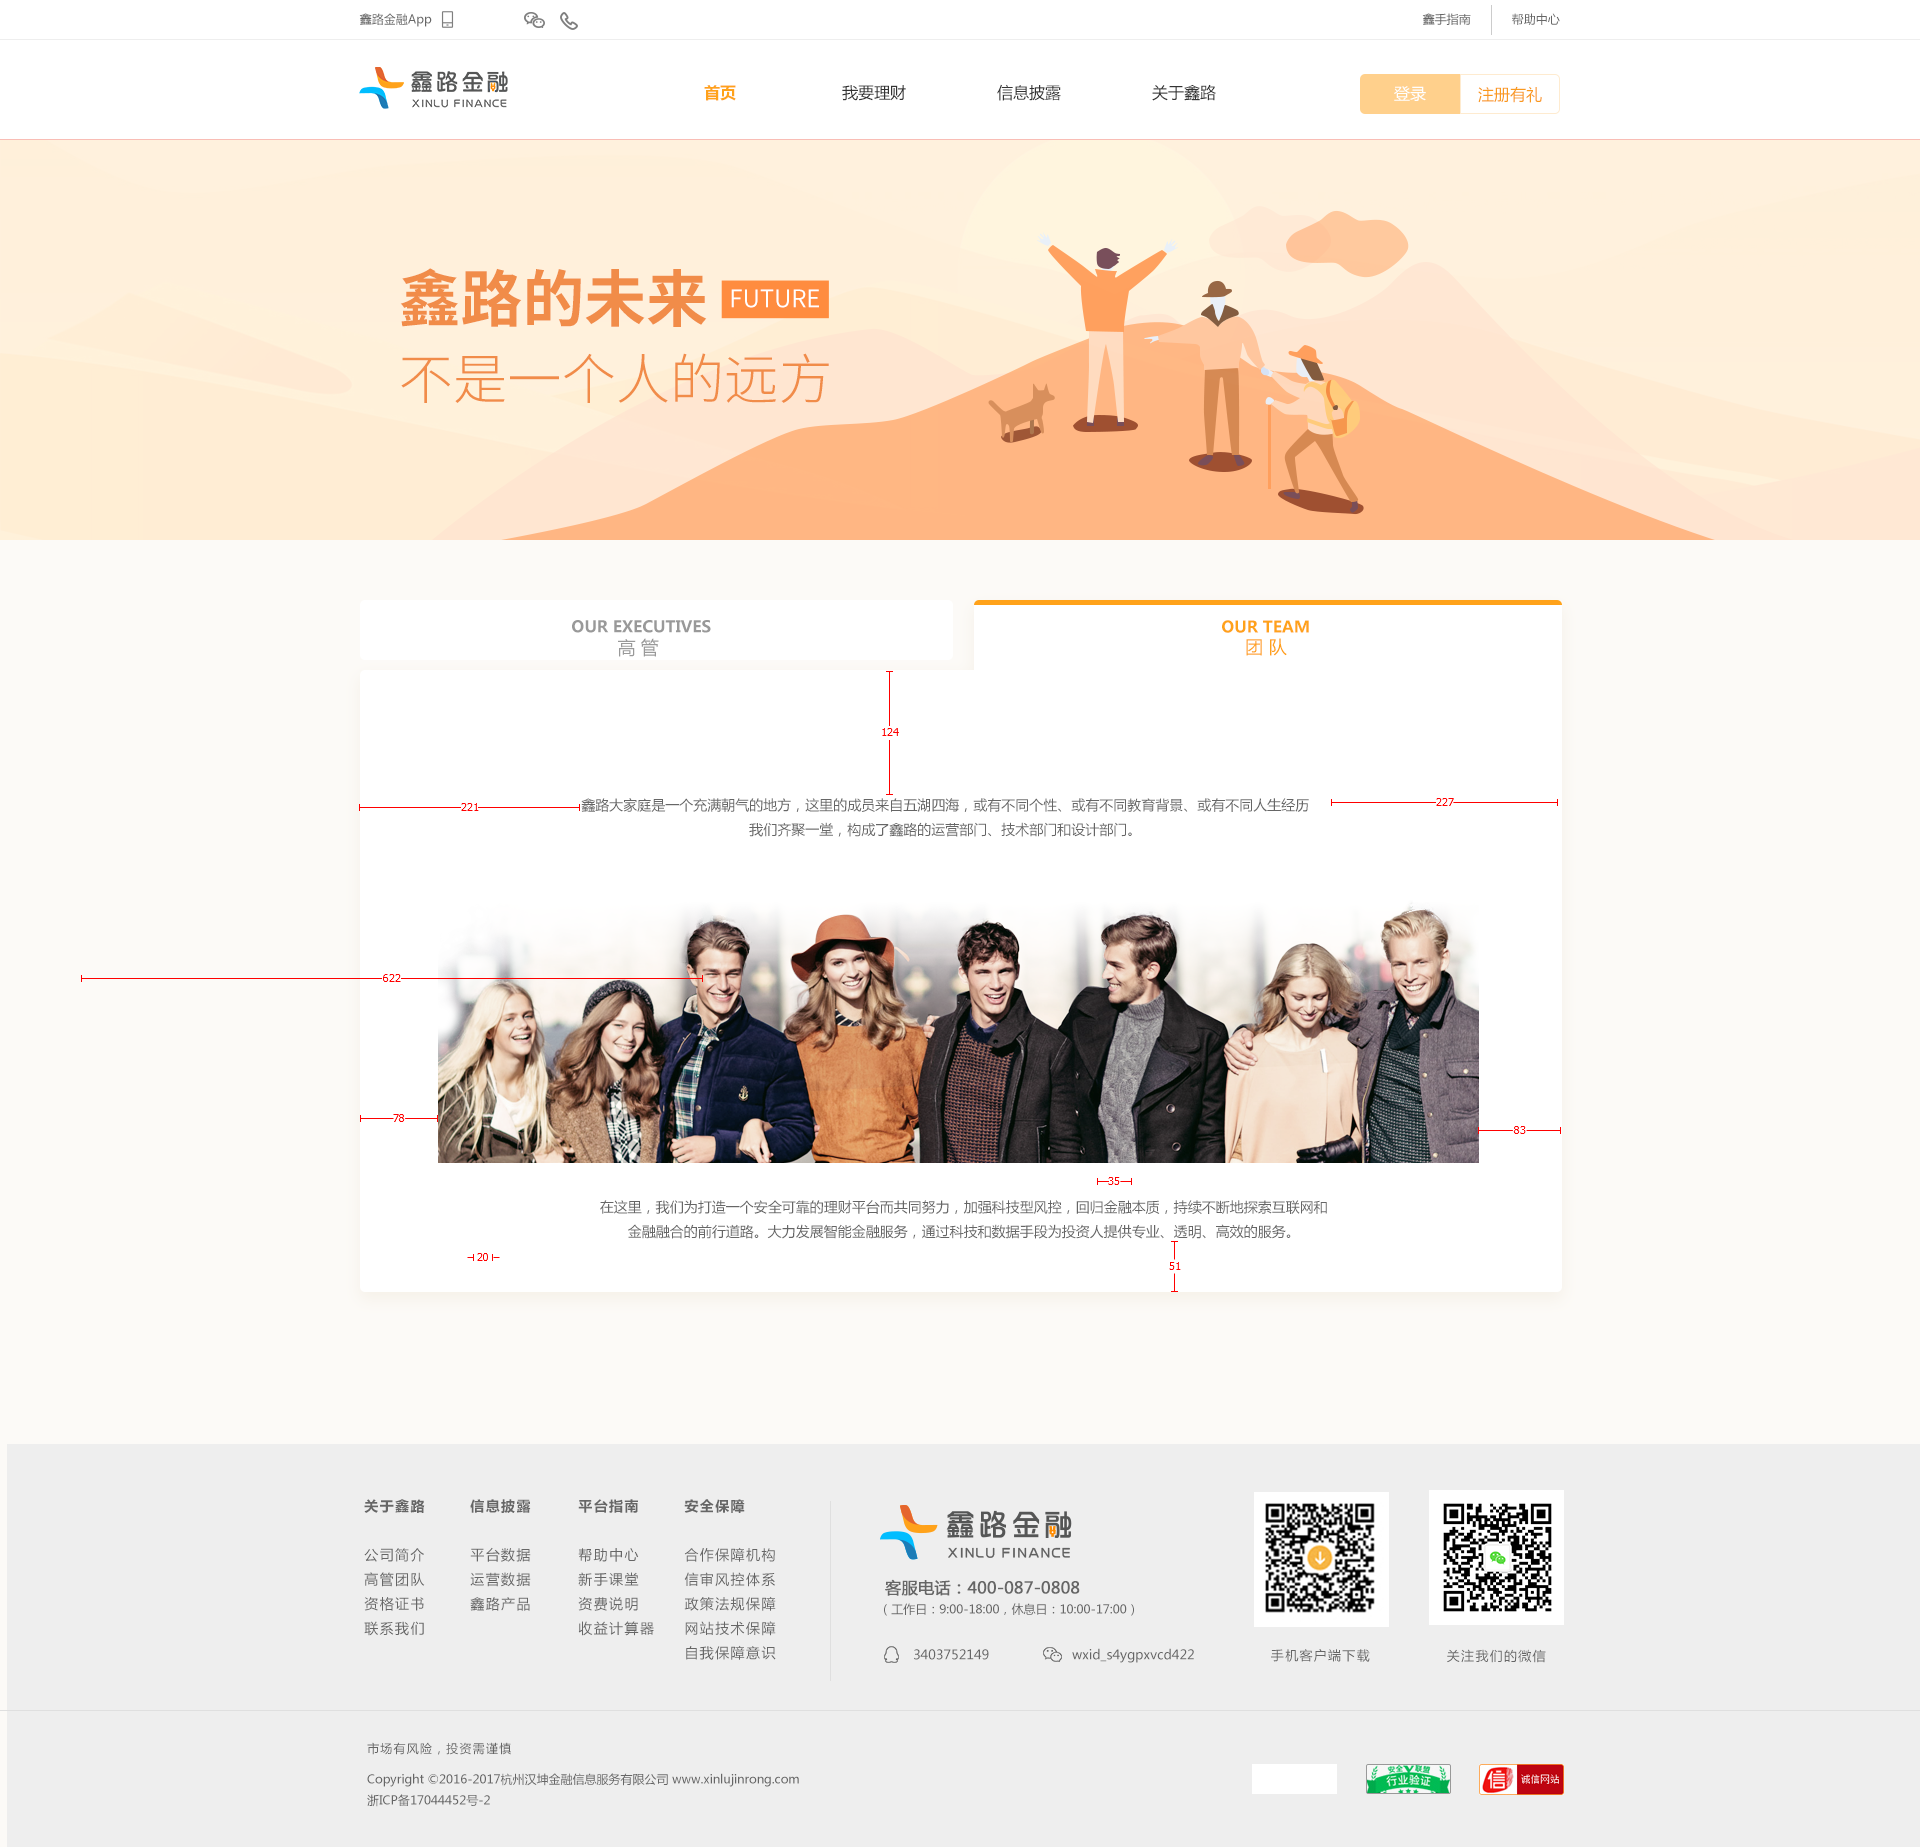 鑫路金融App
鑫手指南
帮助中心
鑫路金融
XINLU FINANCE
首页
我要理财
信息披露
关于鑫路
登录
注册有礼
鑫路的未来 FUTURE
不是一个人的远方
OUR EXECUTIVES
高 管
OUR TEAM
团 队
124
221
鑫路大家庭是一个充满朝气的地方，这里的成员来自五湖四海，或有不同个性、或有不同教育背景、或有不同人生经历
227
我们齐聚一堂，构成了鑫路的运营部门、技术部门和设计部门。
622
78
83
35
在这里，我们为打造一个安全可靠的理财平台而共同努力，加强科技型风控，回归金融本质，持续不断地探索互联网和
金融融合的前行道路。大力发展智能金融服务，通过科技和数据手段为投资人提供专业、透明、高效的服务。
20
51
关于鑫路
公司简介
高管团队
资格证书
联系我们
信息披露
平台数据
运营数据
鑫路产品
平台指南
帮助中心
新手课堂
资费说明
收益计算器
安全保障
合作保障机构
信审风控体系
政策法规保障
网站技术保障
自我保障意识
鑫路金融
XINLU FINANCE
客服电话：400-087-0808
（工作日：9:00-18:00，休息日：10:00-17:00）
3403752149
wxid_s4ygpxvcd422
手机客户端下载
关注我们的微信
市场有风险，投资需谨慎
Copyright ©2016-2017杭州汉坤金融信息服务有限公司 www.xinlujinrong.com
浙ICP备17044452号-2
安全V联盟
行业验证
信 诚信网站